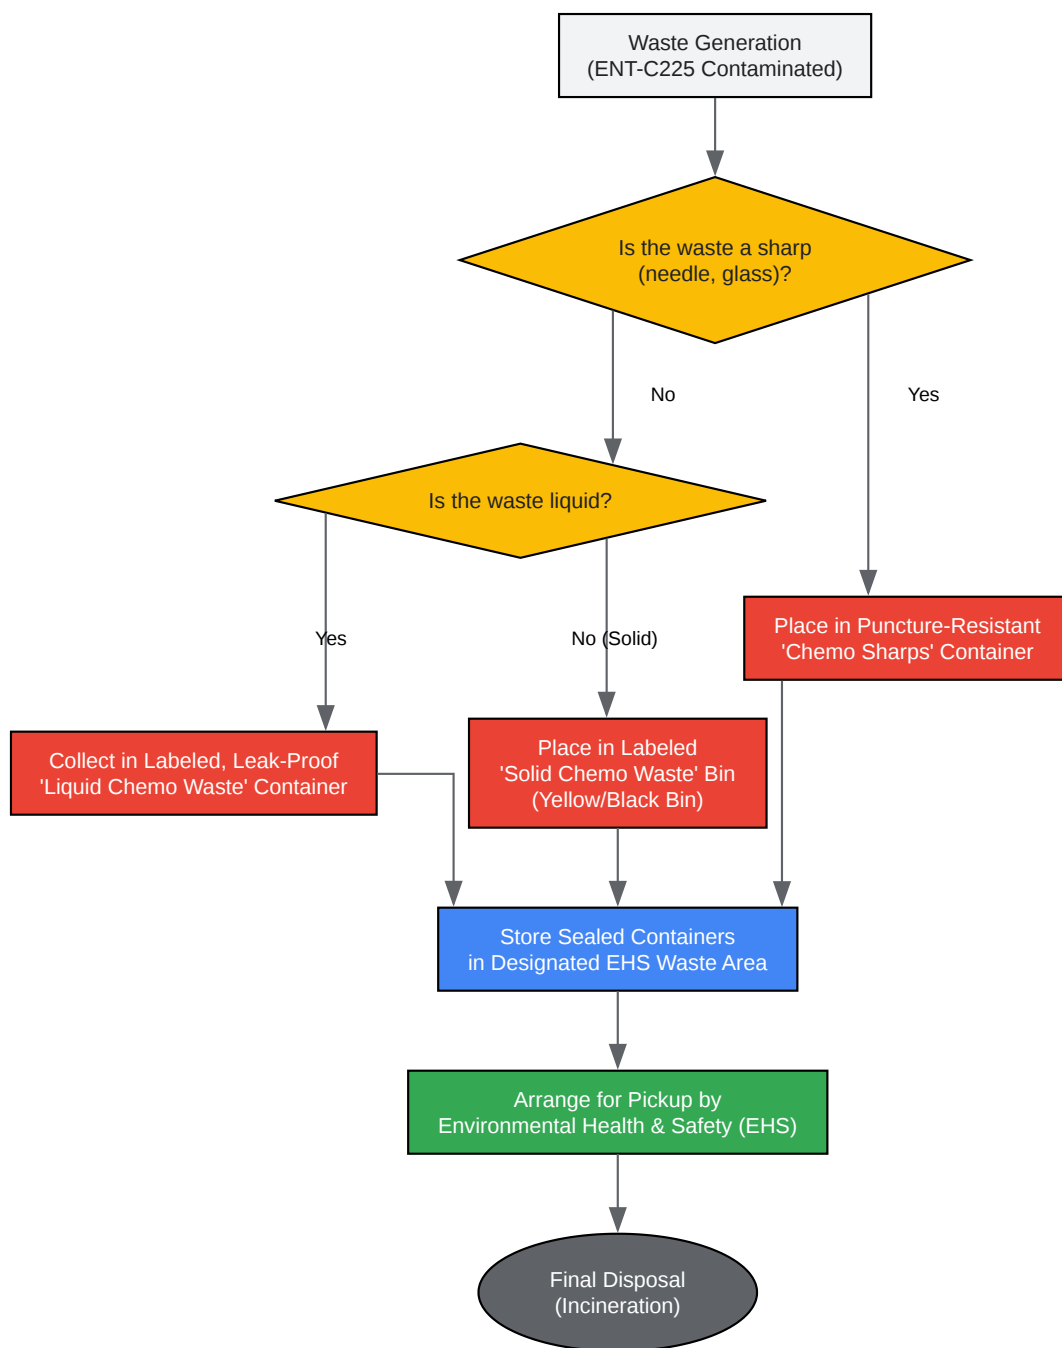 Waste Generation
(ENT-C225 Contaminated)
Is the waste a sharp
(needle, glass)?
No
Yes
Is the waste liquid?
Yes
No (Solid)
Place in Puncture-Resistant
'Chemo Sharps' Container
Collect in Labeled, Leak-Proof
'Liquid Chemo Waste' Container
Place in Labeled
'Solid Chemo Waste' Bin
(Yellow/Black Bin)
Store Sealed Containers
in Designated EHS Waste Area
Arrange for Pickup by
Environmental Health & Safety (EHS)
Final Disposal
(Incineration)